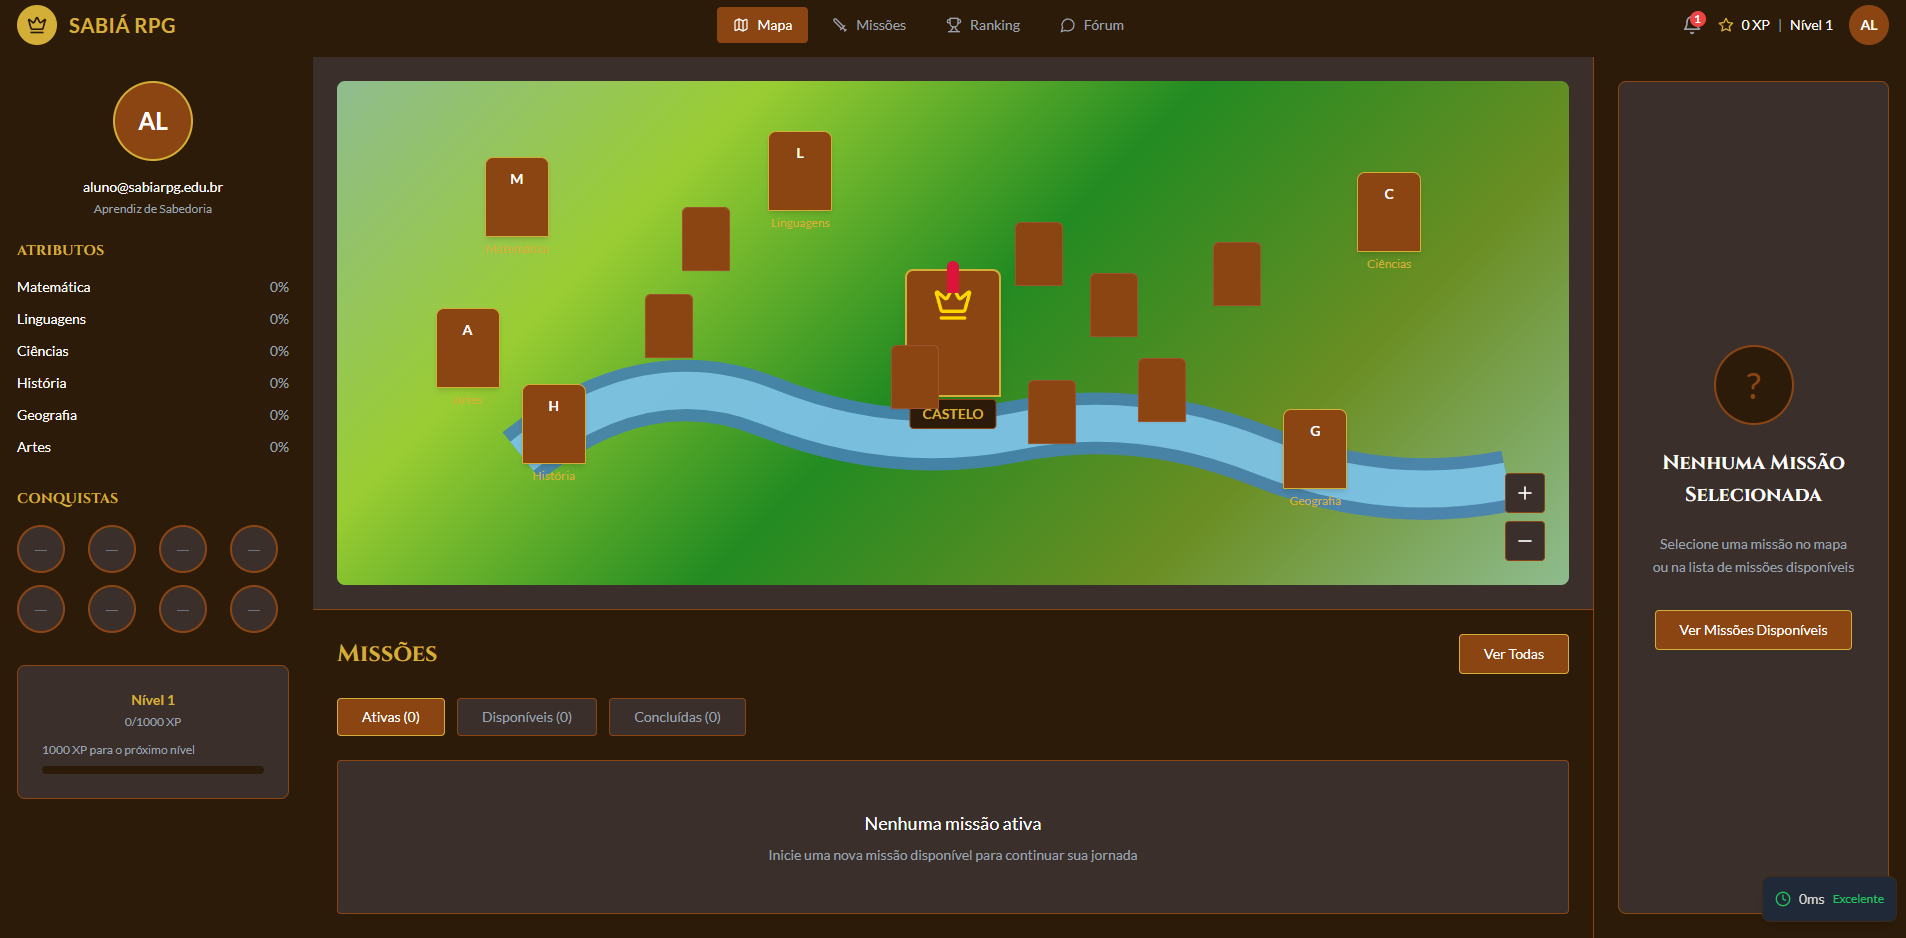 SABIÁ RPG
Mapa
Missões
Ranking
Fórum
1
0 XP | Nível 1
AL
AL
aluno@sabiarpg.edu.br
Aprendiz de Sabedoria
ATRIBUTOS
Matemática 0%
Linguagens 0%
Ciências 0%
História 0%
Geografia 0%
Artes 0%
CONQUISTAS
Nível 1
0/1000 XP
1000 XP para o próximo nível
M
Matemática
L
Linguagens
C
Ciências
A
Artes
H
História
CASTELO
G
Geografia
+
−
MISSÕES
Ver Todas
Ativas (0)
Disponíveis (0)
Concluídas (0)
Nenhuma missão ativa
Inicie uma nova missão disponível para continuar sua jornada
?
NENHUMA MISSÃO
SELECIONADA
Selecione uma missão no mapa
ou na lista de missões disponíveis
Ver Missões Disponíveis
0ms Excelente